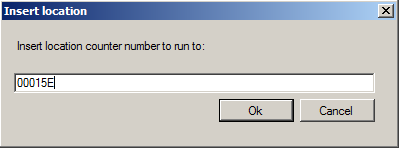 Insert location
Insert location counter number to run to:
00015E
Ok
Cancel